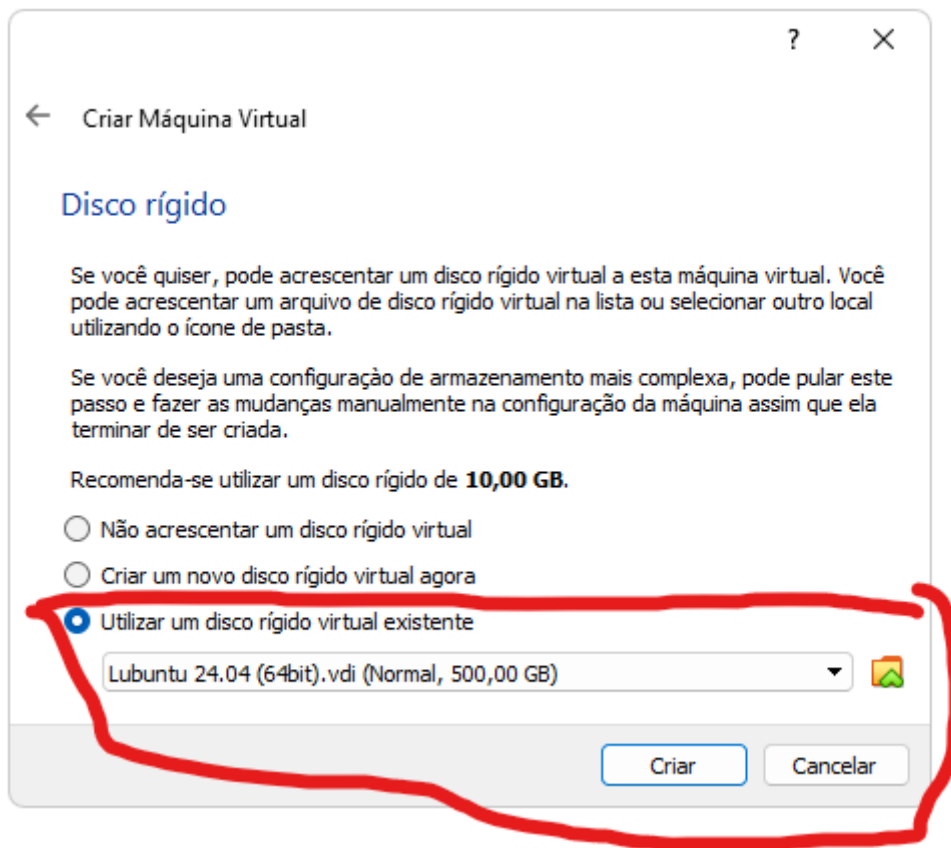 ?
Criar Máquina Virtual
Disco rígido
Se você quiser, pode acrescentar um disco rígido virtual a esta máquina virtual. Você
pode acrescentar um arquivo de disco rígido virtual na lista ou selecionar outro local
utilizando o ícone de pasta.
Se você deseja uma configuraçào de armazenamento mais complexa, pode pular este
passo e fazer as mudanças manualmente na configuração da máquina assim que ela
terminar de ser criada.
Recomenda-se utilizar um disco rígido de 10,00 GB.
Não acrescentar um disco rígido virtual
Criar um novo disco rígido virtual agora
Utilizar um disco rígido virtual existente
Lubuntu 24.04 (64bit).vdi (Normal, 500,00 GB)
Criar Cancelar